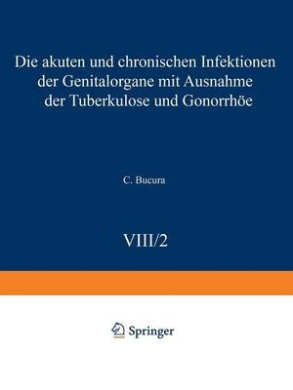 Die akuten und chronischen Infektionen
der Genitalorgane mit Ausnahme
der Tuberkulose und Gonorrhöe
C. Bucura
VIII/2
Springer